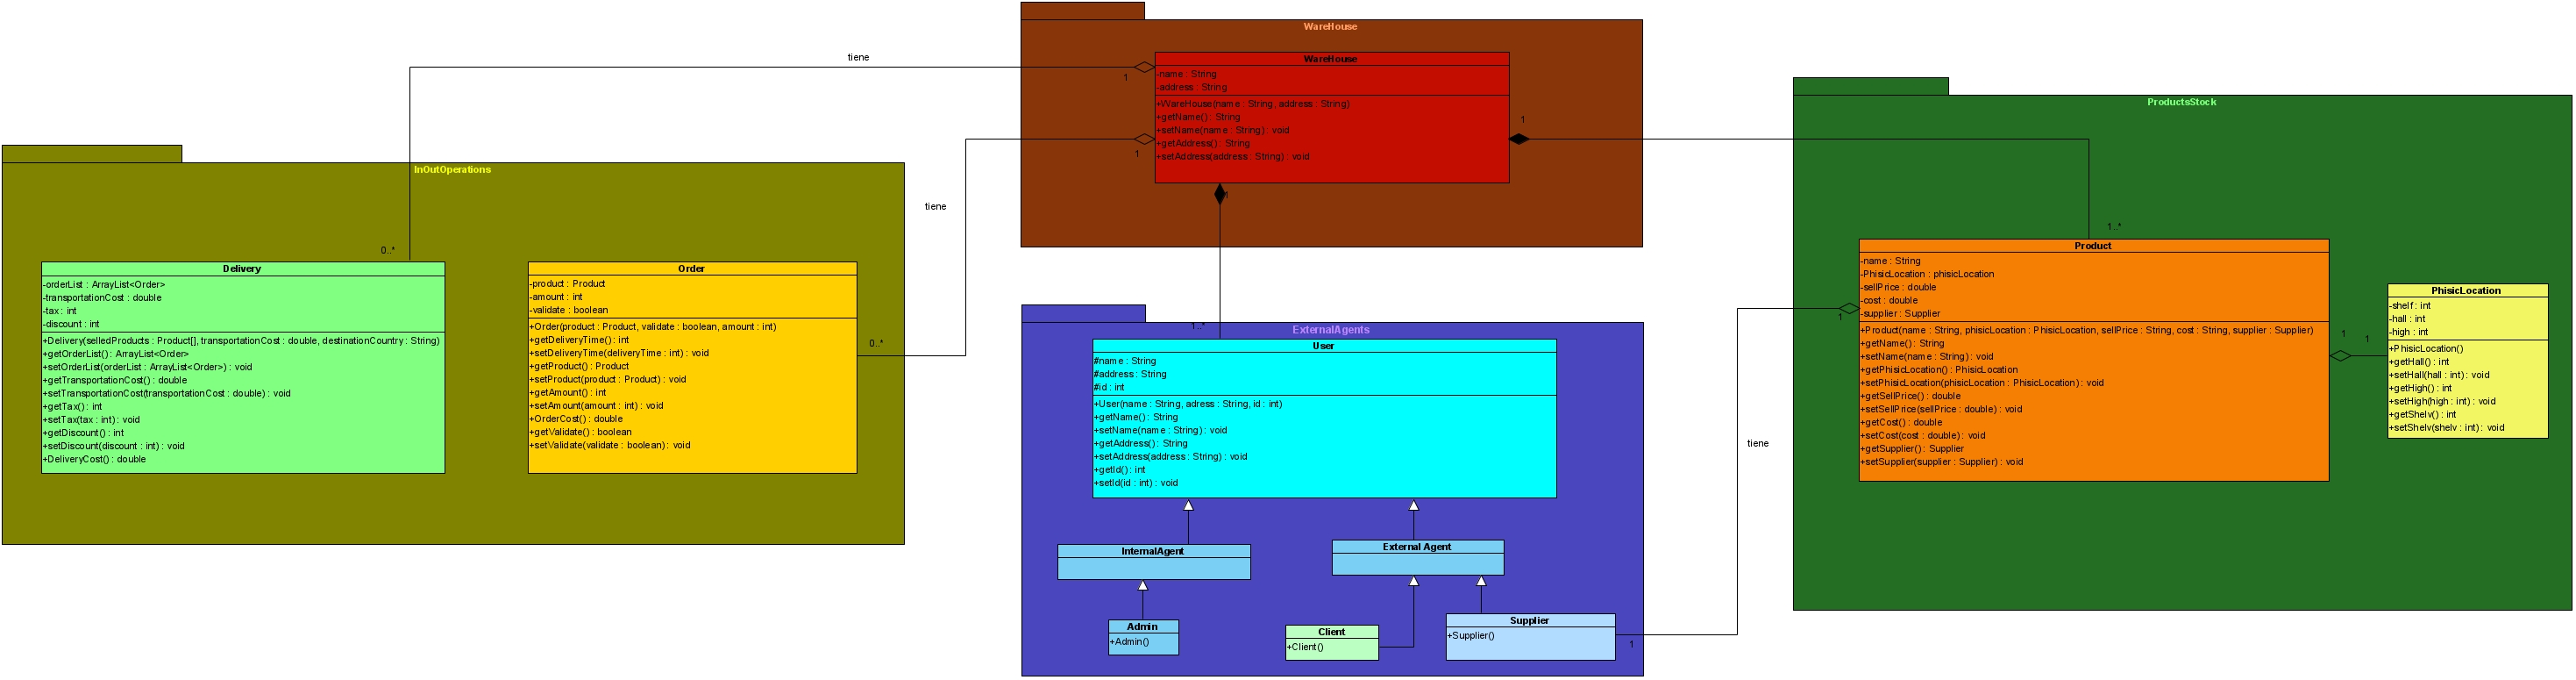 WareHouse
WareHouse
-name : String
-address : String
+WareHouse(name : String, address : String)
+getName() : String
+setName(name : String) : void
+getAddress() : String
+setAddress(address : String) : void
tiene
1
1
1
1
tiene
InOutOperations
0..*
Delivery
-orderList : ArrayList<Order>
-transportationCost : double
-tax : int
-discount : int
+Delivery(selledProducts : Product[], transportationCost : double, destinationCountry : String)
+getOrderList() : ArrayList<Order>
+setOrderList(orderList : ArrayList<Order>) : void
+getTransportationCost() : double
+setTransportationCost(transportationCost : double) : void
+getTax() : int
+setTax(tax : int) : void
+getDiscount() : int
+setDiscount(discount : int) : void
+DeliveryCost() : double
Order
-product : Product
-amount : int
-validate : boolean
+Order(product : Product, validate : boolean, amount : int)
+getDeliveryTime() : int
+setDeliveryTime(deliveryTime : int) : void
+getProduct() : Product
+setProduct(product : Product) : void
+getAmount() : int
+setAmount(amount : int) : void
+OrderCost() : double
+getValidate() : boolean
+setValidate(validate : boolean) : void
0..*
ExternalAgents
1..*
User
#name : String
#address : String
#id : int
+User(name : String, adress : String, id : int)
+getName() : String
+setName(name : String) : void
+getAddress() : String
+setAddress(address : String) : void
+getId() : int
+setId(id : int) : void
InternalAgent
External Agent
Admin
+Admin()
Client
+Client()
Supplier
+Supplier()
1
tiene
1
ProductsStock
1..*
Product
-name : String
-PhisicLocation : phisicLocation
-sellPrice : double
-cost : double
-supplier : Supplier
+Product(name : String, phisicLocation : PhisicLocation, sellPrice : String, cost : String, supplier : Supplier)
+getName() : String
+setName(name : String) : void
+getPhisicLocation() : PhisicLocation
+setPhisicLocation(phisicLocation : PhisicLocation) : void
+getSellPrice() : double
+setSellPrice(sellPrice : double) : void
+getCost() : double
+setCost(cost : double) : void
+getSupplier() : Supplier
+setSupplier(supplier : Supplier) : void
1
1
PhisicLocation
-shelf : int
-hall : int
-high : int
+PhisicLocation()
+getHall() : int
+setHall(hall : int) : void
+getHigh() : int
+setHigh(high : int) : void
+getShelv() : int
+setShelv(shelv : int) : void